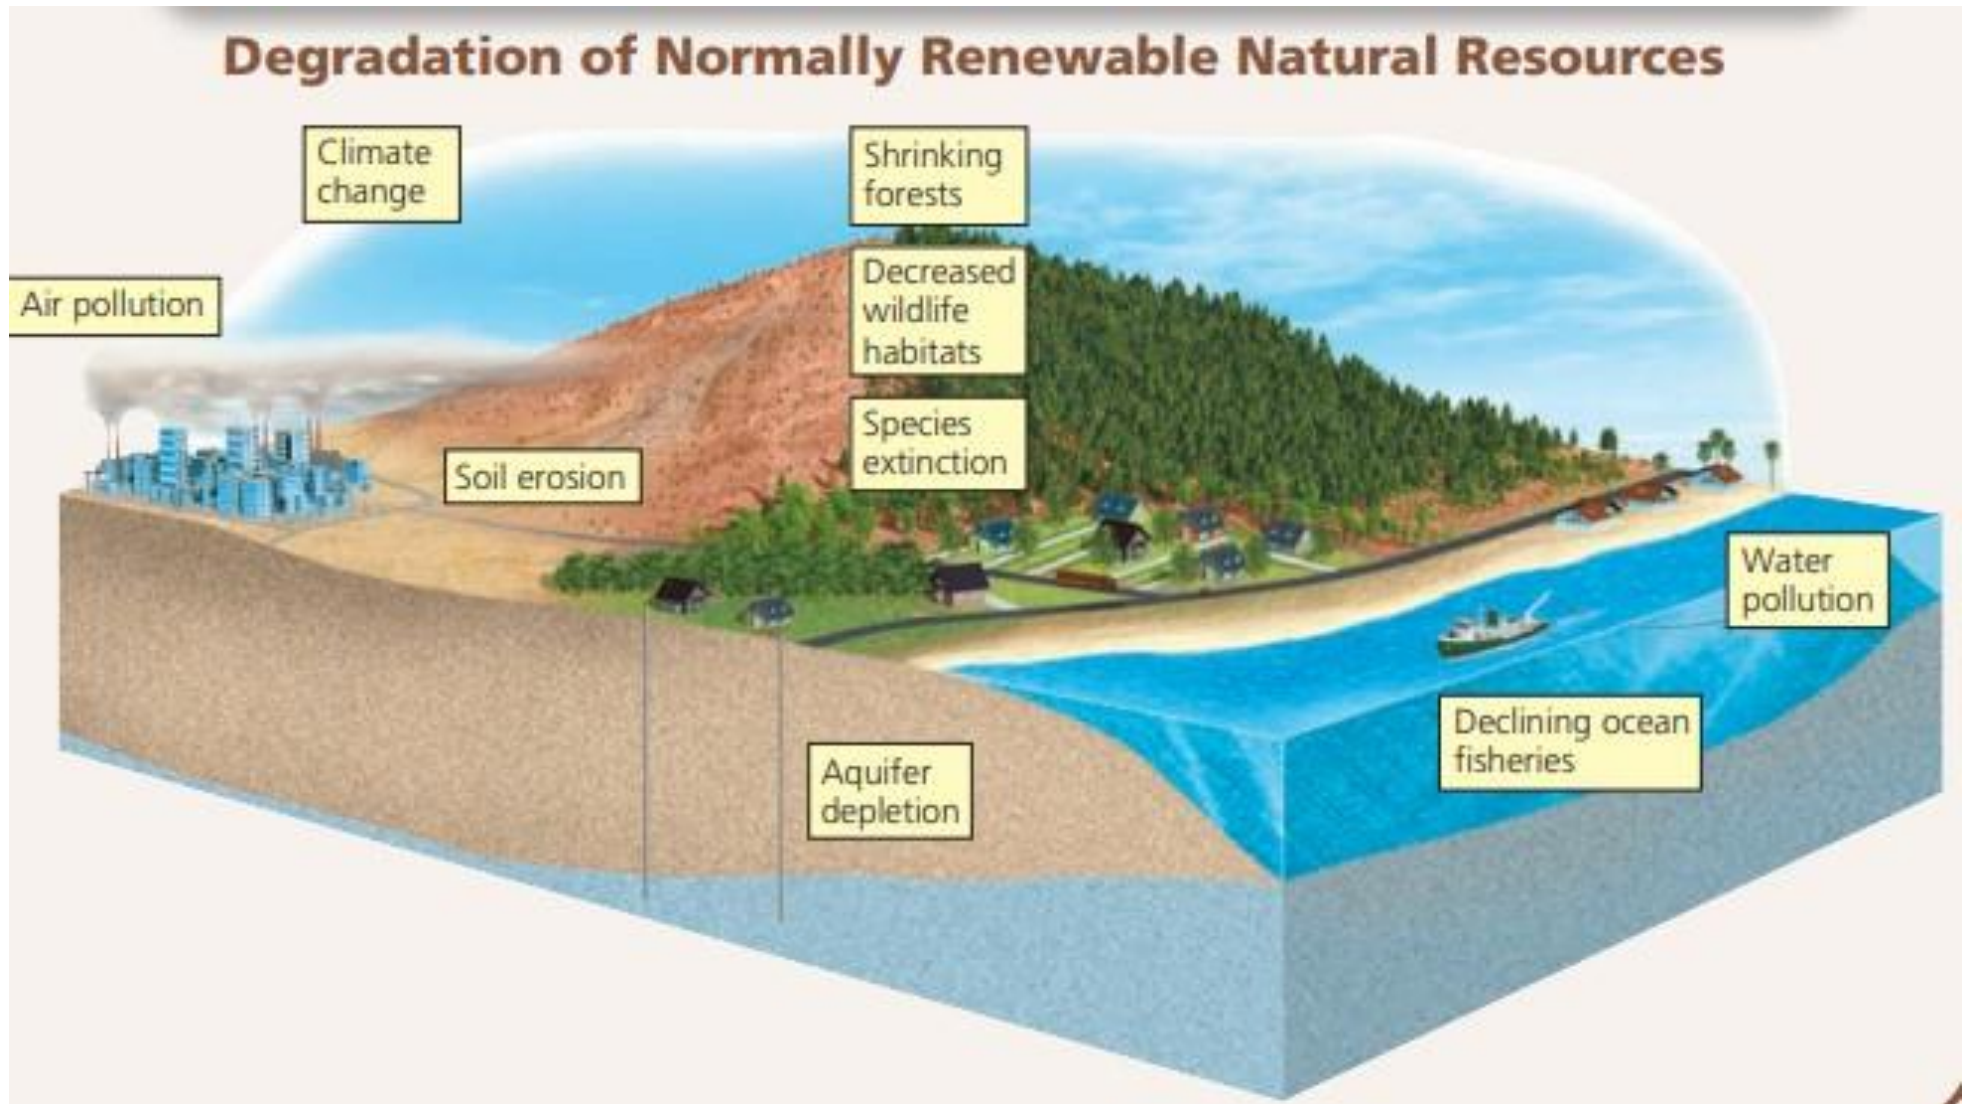 Degradation of Normally Renewable Natural Resources
Climate
change
Shrinking
forests
Air pollution
Decreased
wildlife
habitats
Soil erosion
Species
extinction
Water
pollution
Aquifer
depletion
Declining ocean
fisheries